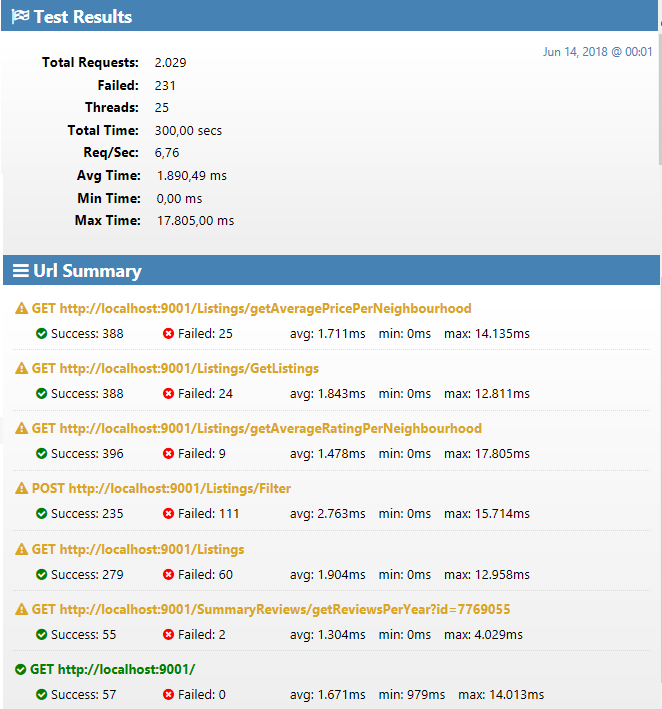 Test Results
Jun 14, 2018 @ 00:01
Total Requests: 2.029
Failed: 231
Threads: 25
Total Time: 300,00 secs
Req/Sec: 6,76
Avg Time: 1.890,49 ms
Min Time: 0,00 ms
Max Time: 17.805,00 ms
Url Summary
GET http://localhost:9001/Listings/getAveragePricePerNeighbourhood
Success: 388 Failed: 25 avg: 1.711ms min: 0ms max: 14.135ms
GET http://localhost:9001/Listings/GetListings
Success: 388 Failed: 24 avg: 1.843ms min: 0ms max: 12.811ms
GET http://localhost:9001/Listings/getAverageRatingPerNeighbourhood
Success: 396 Failed: 9 avg: 1.478ms min: 0ms max: 17.805ms
POST http://localhost:9001/Listings/Filter
Success: 235 Failed: 111 avg: 2.763ms min: 0ms max: 15.714ms
GET http://localhost:9001/Listings
Success: 279 Failed: 60 avg: 1.904ms min: 0ms max: 12.958ms
GET http://localhost:9001/SummaryReviews/getReviewsPerYear?id=7769055
Success: 55 Failed: 2 avg: 1.304ms min: 0ms max: 4.029ms
GET http://localhost:9001/
Success: 57 Failed: 0 avg: 1.671ms min: 979ms max: 14.013ms